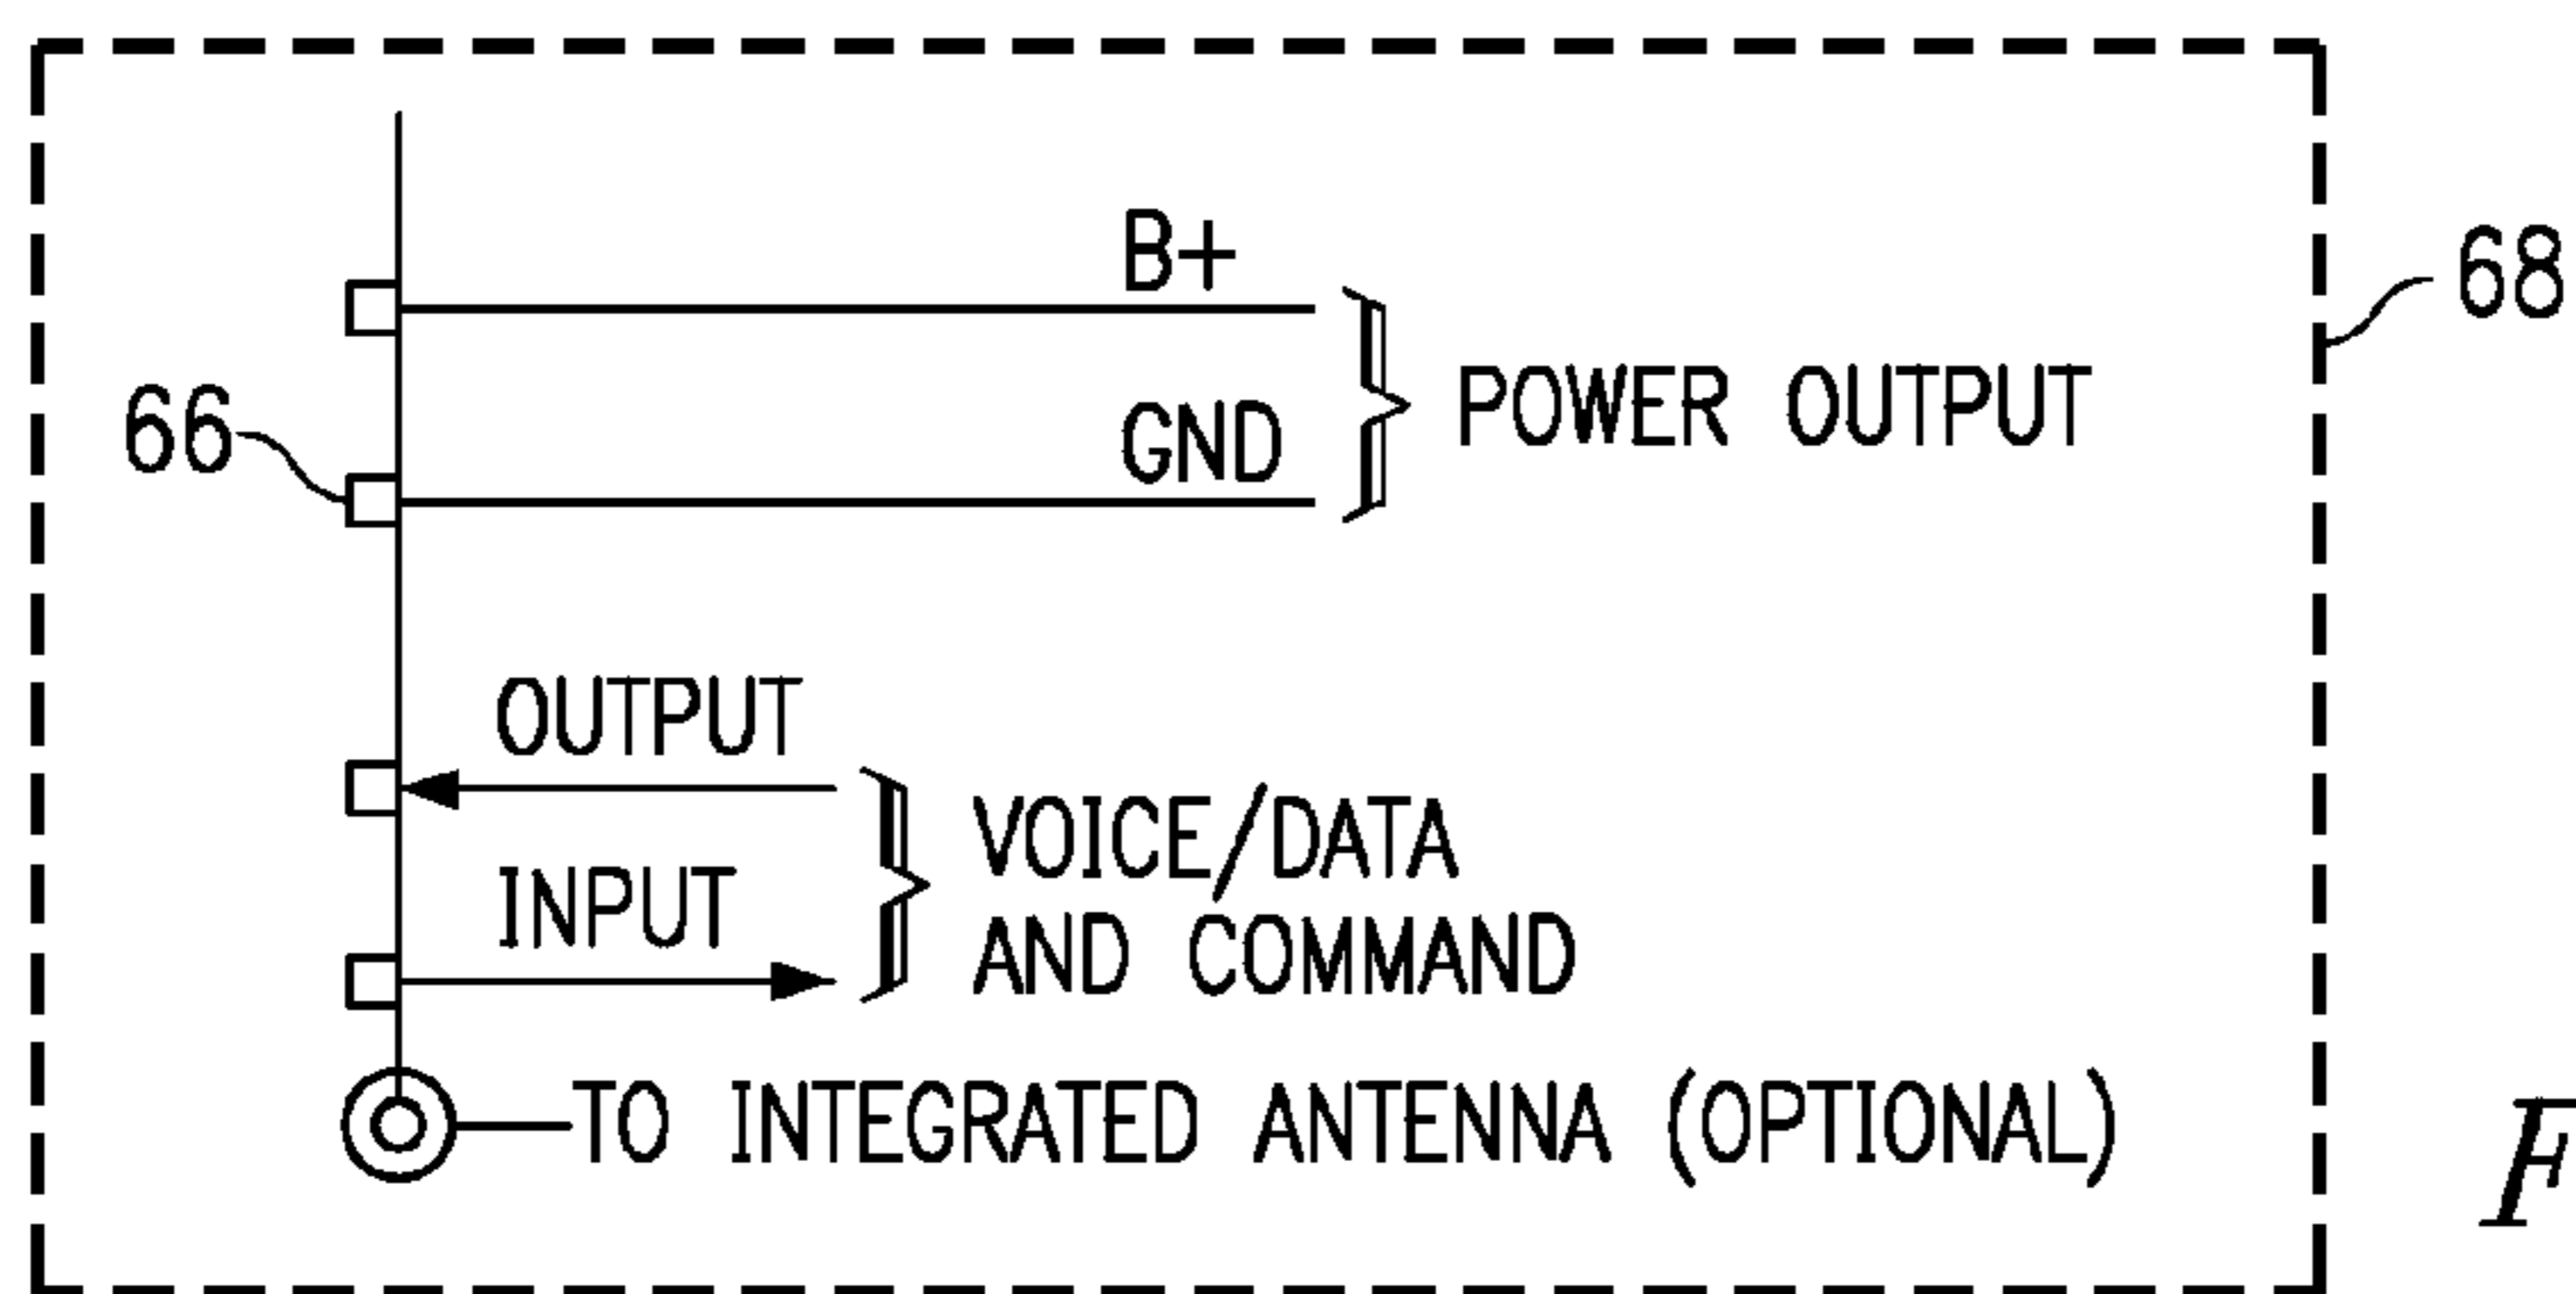 B+
68
GND
POWER OUTPUT
66
OUTPUT
VOICE/DATA
AND COMMAND
INPUT
TO INTEGRATED ANTENNA (OPTIONAL)
F